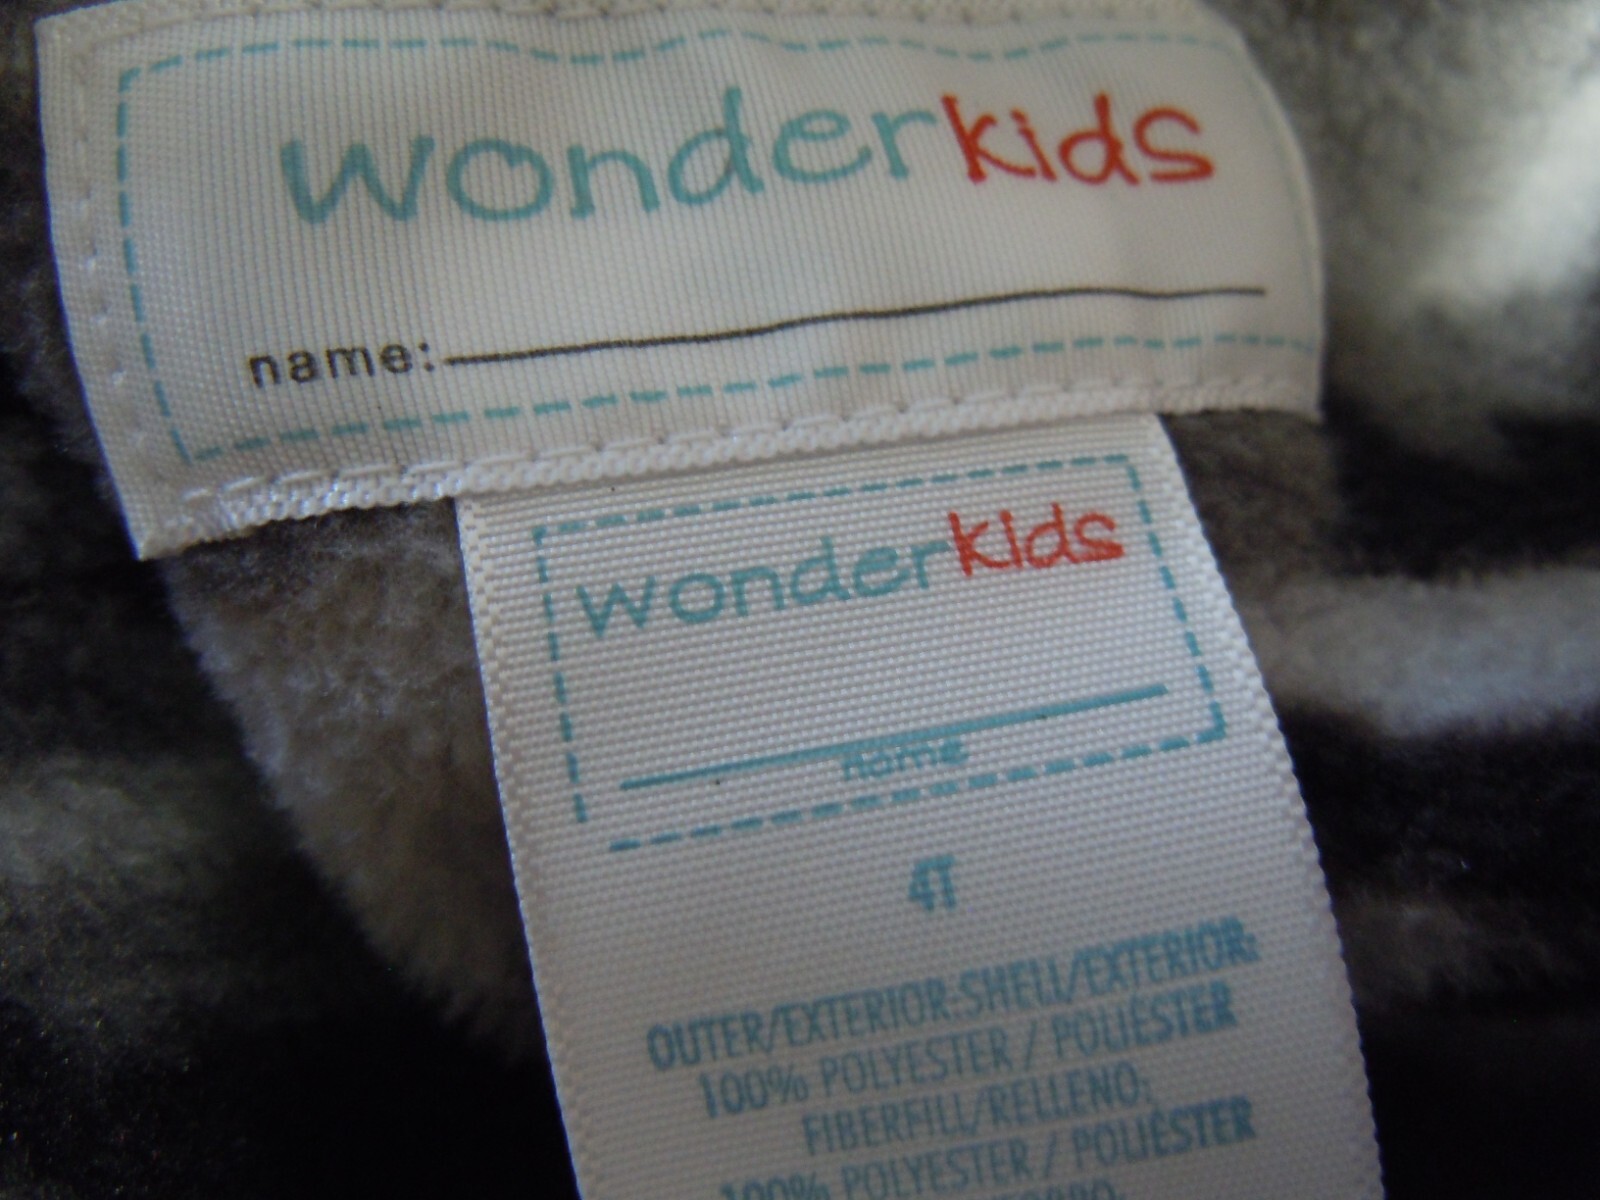 wonderkids
name:
wonderkids
name
4T
OUTER/EXTERIOR:SHELL/EXTERIOR:
100% POLYESTER / POLIÉSTER
FIBERFILL/RELLENO:
100% POLYESTER / POLIÉSTER